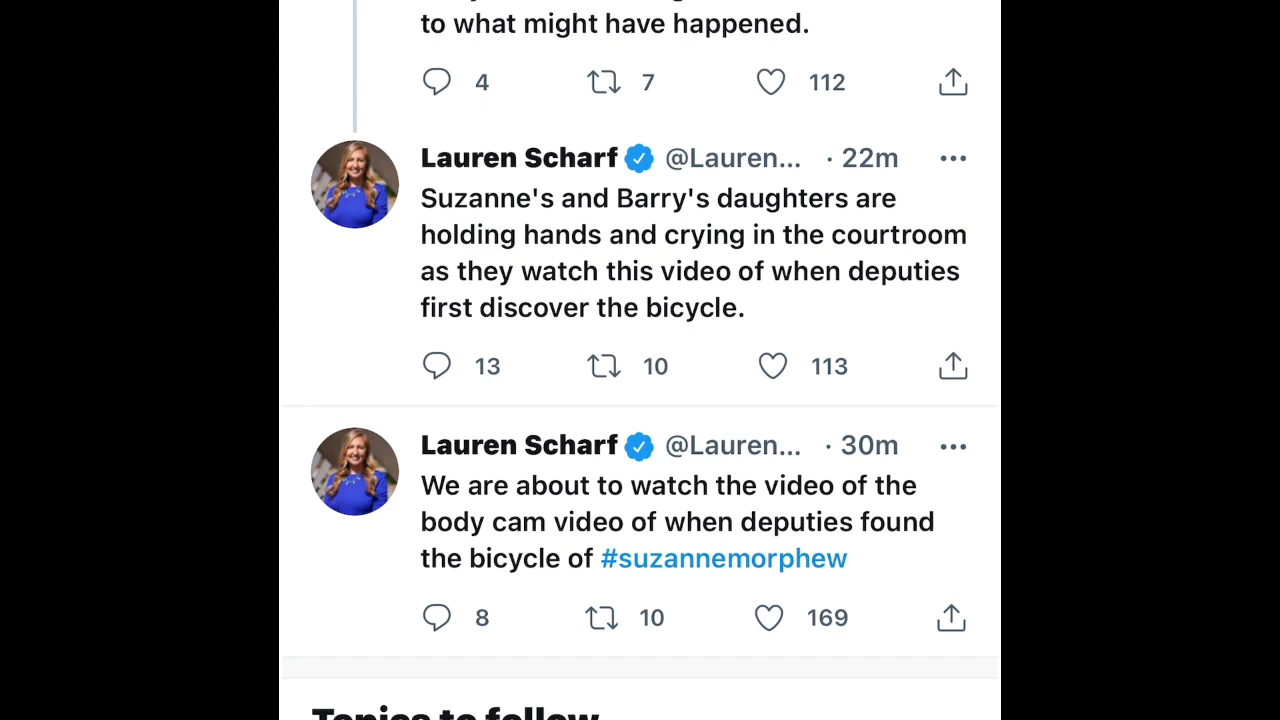 to what might have happened.
4 7 112
Lauren Scharf @Lauren... · 22m
Suzanne's and Barry's daughters are
holding hands and crying in the courtroom
as they watch this video of when deputies
first discover the bicycle.
13 10 113
Lauren Scharf @Lauren... · 30m
We are about to watch the video of the
body cam video of when deputies found
the bicycle of #suzannemorphew
8 10 169
Topics to follow